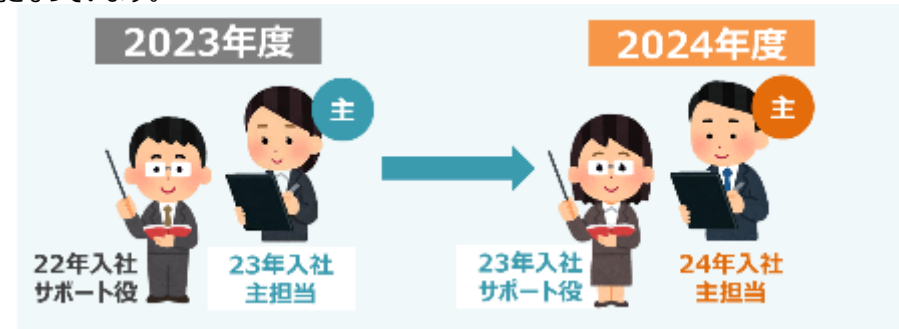 2023年度
主
22年入社
サポート役
23年入社
主担当
2024年度
主
23年入社
サポート役
24年入社
主担当